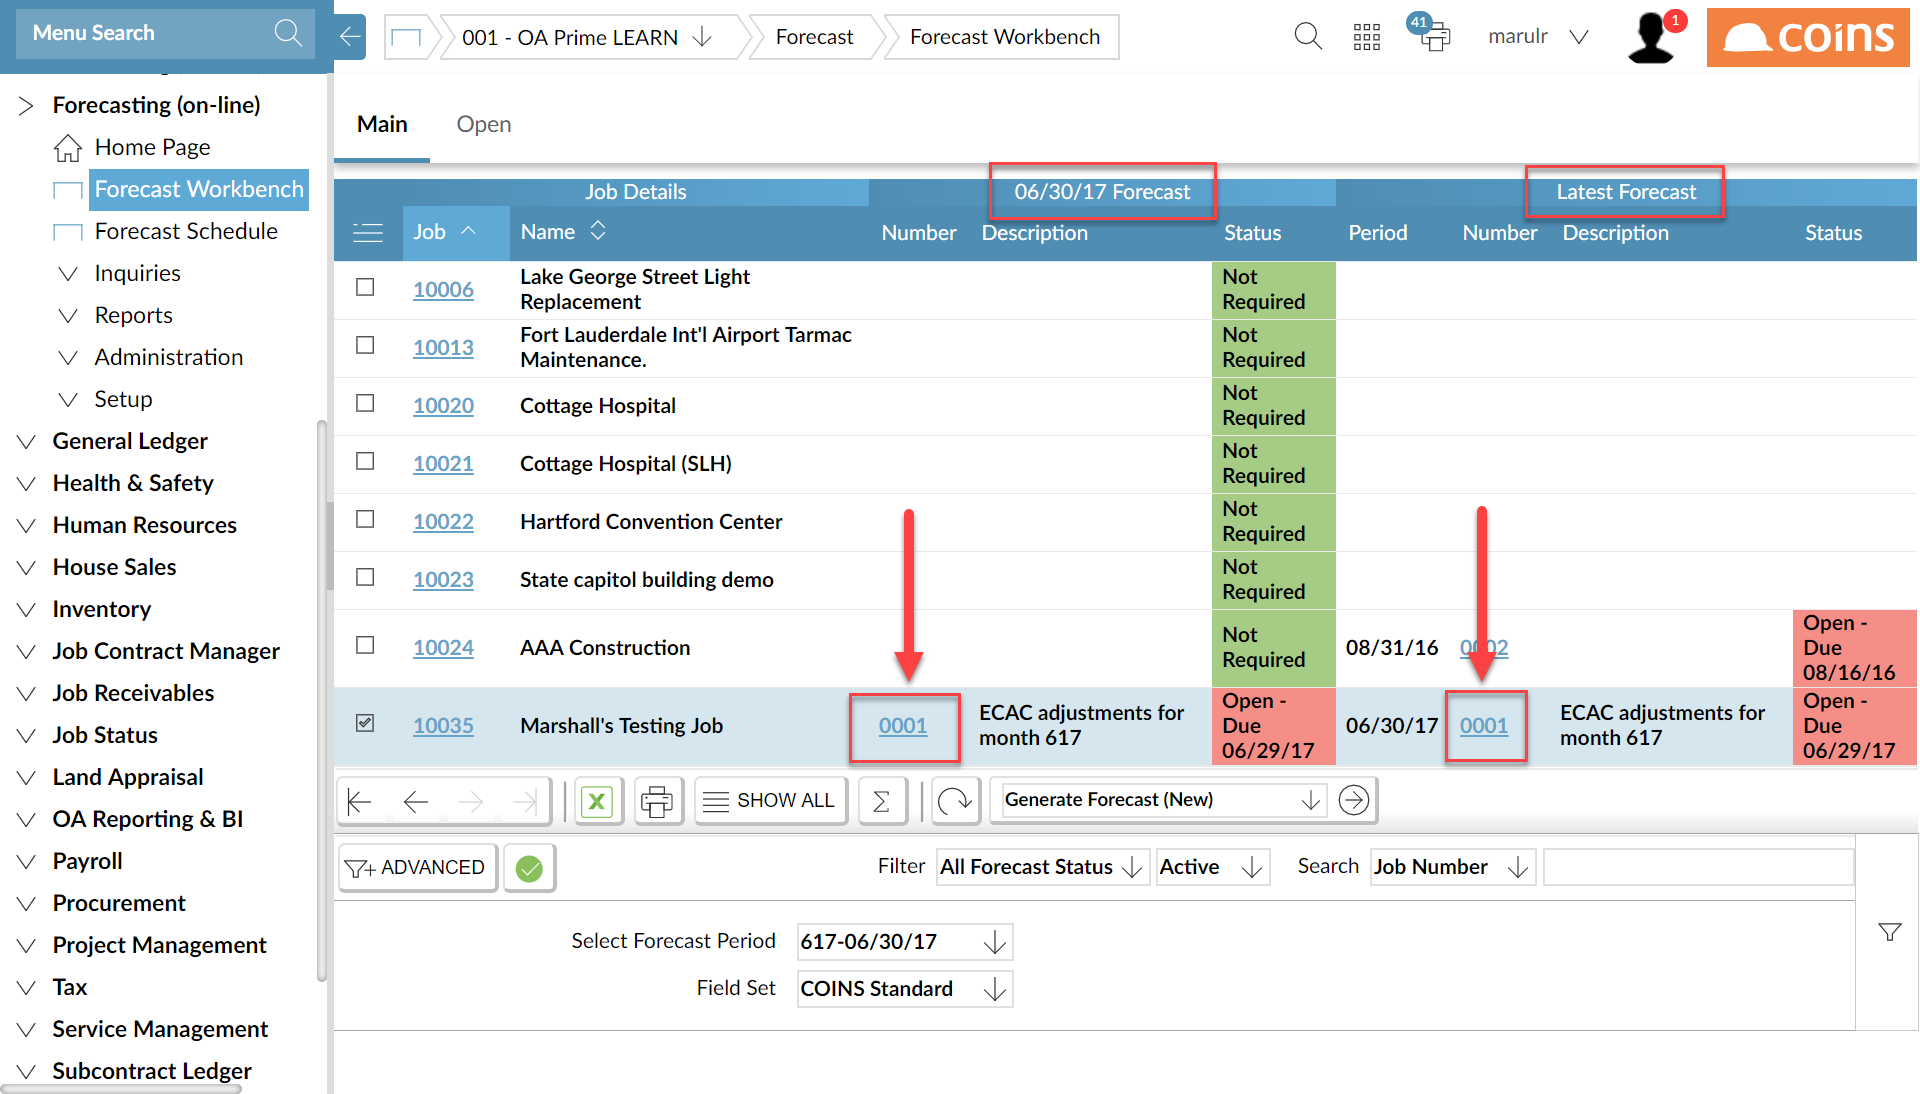 Menu Search
001 - OA Prime LEARN
Forecast
Forecast Workbench
41
marulr
1
coins
Forecasting (on-line)
Home Page
Forecast Workbench
Forecast Schedule
Inquiries
Reports
Administration
Setup
General Ledger
Health & Safety
Human Resources
House Sales
Inventory
Job Contract Manager
Job Receivables
Job Status
Land Appraisal
OA Reporting & BI
Payroll
Procurement
Project Management
Tax
Service Management
Subcontract Ledger
Main Open
Job Details 06/30/17 Forecast Latest Forecast
Job Name Number Description Status Period Number Description Status
10006 Lake George Street Light Replacement Not Required
10013 Fort Lauderdale Int'l Airport Tarmac Maintenance. Not Required
10020 Cottage Hospital Not Required
10021 Cottage Hospital (SLH) Not Required
10022 Hartford Convention Center Not Required
10023 State capitol building demo Not Required
10024 AAA Construction Not Required 08/31/16 0002 Open - Due 08/16/16
10035 Marshall's Testing Job 0001 ECAC adjustments for month 617 Open - Due 06/29/17 06/30/17 0001 ECAC adjustments for month 617 Open - Due 06/29/17
SHOW ALL Σ Generate Forecast (New)
ADVANCED Filter All Forecast Status Active Search Job Number
Select Forecast Period 617-06/30/17
Field Set COINS Standard